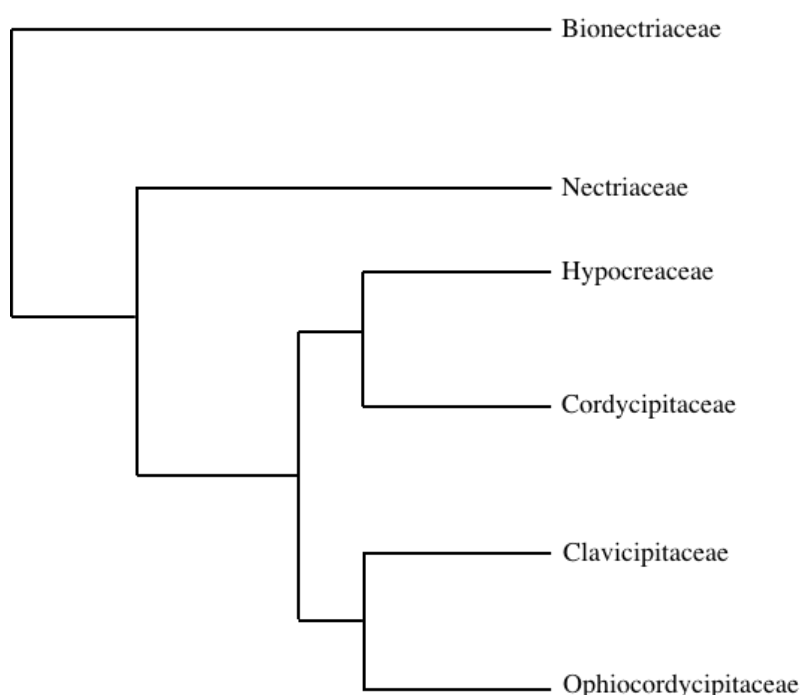 Bionectriaceae
Nectriaceae
Hypocreaceae
Cordycipitaceae
Clavicipitaceae
Ophiocordycipitaceae